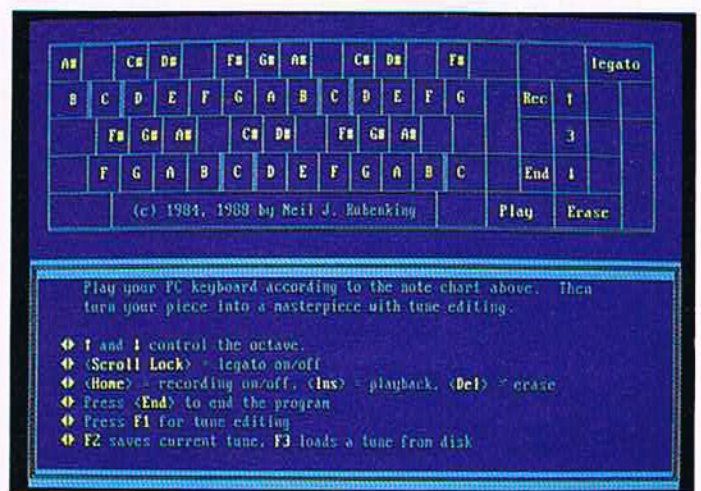 A# C# D# F# G# A# C# D# F# legato
B C D E F G A B C D E F G Rec ↑
F# G# A# C# D# F# G# A# 3
F G A B C D E F G A B C End ↓
(c) 1984, 1988 by Neil J. Rubenking Play Erase
Play your PC keyboard according to the note chart above. Then
turn your piece into a masterpiece with tune editing.
↑ and ↓ control the octave.
<Scroll Lock> = legato on/off
<Home> = recording on/off, <Ins> = playback, <Del> = erase
Press <End> to end the program
Press F1 for tune editing
F2 saves current tune, F3 loads a tune from disk